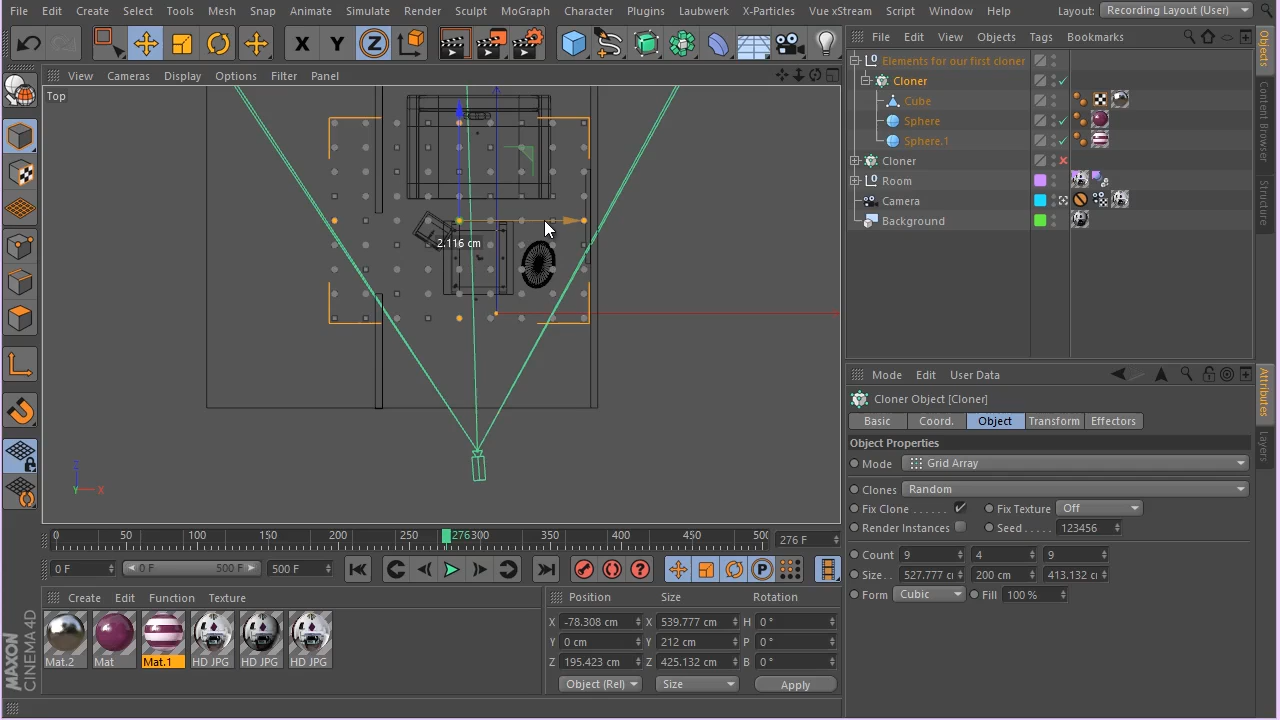 File Edit Create Select Tools Mesh Snap Animate Simulate Render Sculpt MoGraph Character Plugins Laubwerk X-Particles Vue xStream Script Window Help Layout: Recording Layout (User)
X Y Z
File Edit View Objects Tags Bookmarks
View Cameras Display Options Filter Panel
Top
Elements for our first cloner
Cloner
Cube
Sphere
Sphere.1
Cloner
Room
Camera
Background
Objects
Content Browser
Structure
2.116 cm
Z
Y X
Mode Edit User Data
Cloner Object [Cloner]
Basic Coord. Object Transform Effectors
Object Properties
Mode Grid Array
Clones Random
Fix Clone . . . . . . Fix Texture Off
Render Instances Seed . . . . . 123456
Count 9 4 9
Size. . 527.777 c 200 cm 413.132 c
Form Cubic Fill 100 %
Attributes
Layers
0 50 100 150 200 250 276 300 350 400 450 500 276 F
0 F 0 F 500 F 500 F
Create Edit Function Texture
Mat.2 Mat Mat.1 HD JPG HD JPG HD JPG
Position Size Rotation
X -78.308 cm X 539.777 cm H 0 °
Y 0 cm Y 212 cm P 0 °
Z 195.423 cm Z 425.132 cm B 0 °
Object (Rel) Size Apply
MAXON
CINEMA 4D